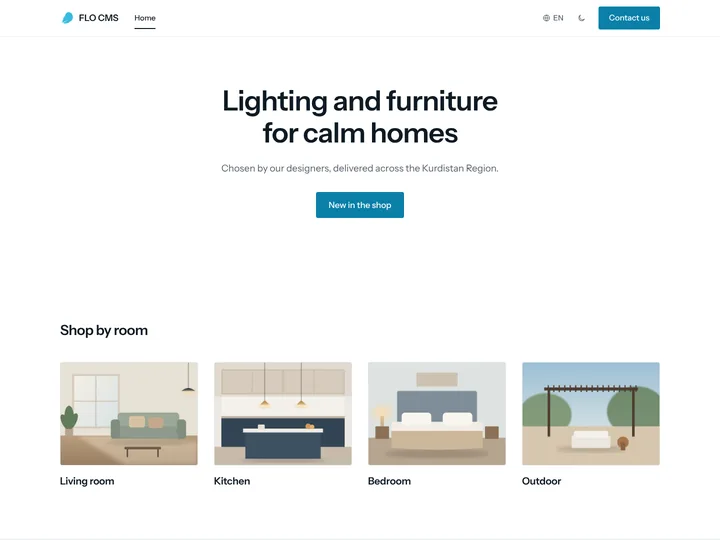 FLO CMS
Home
EN
Contact us
Lighting and furniture
for calm homes
Chosen by our designers, delivered across the Kurdistan Region.
New in the shop
Shop by room
Living room
Kitchen
Bedroom
Outdoor